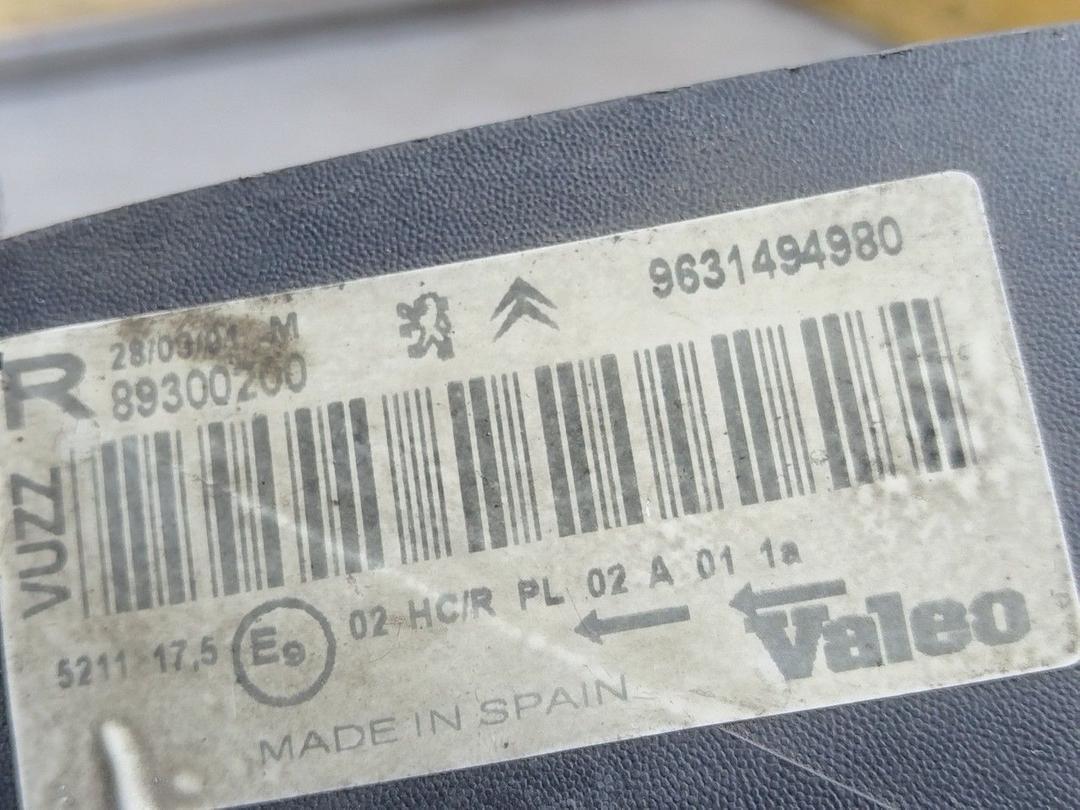 9631494980
R
28/09/01 M
89300200
VUZZ
5211 17,5 E9 02 HC/R PL 02 A 01 1a
Valeo
MADE IN SPAIN